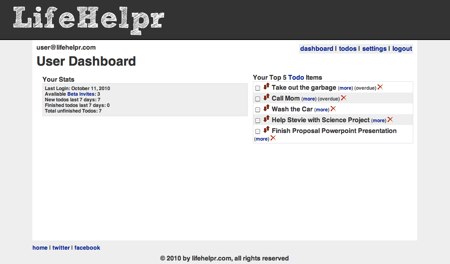 LifeHelpr
user@lifehelpr.com
dashboard | todos | settings | logout
User Dashboard
Your Stats
Last Login: October 11, 2010
Available Beta Invites: 3
New todos last 7 days: 7
Finished todos last 7 days: 0
Total unfinished Todos: 7
Your Top 5 Todo Items
Take out the garbage (more) (overdue)
Call Mom (more) (overdue)
Wash the Car (more)
Help Stevie with Science Project (more)
Finish Proposal Powerpoint Presentation
(more)
home | twitter | facebook
© 2010 by lifehelpr.com, all rights reserved